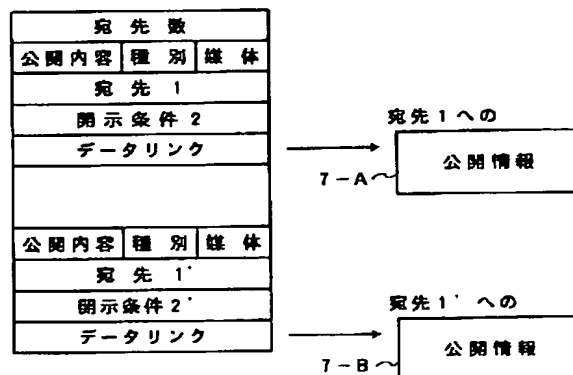 宛先数
公開内容 種別 媒体
宛先1
開示条件2
データリンク
宛先1への
公開情報
7-A
公開内容 種別 媒体
宛先1'
開示条件2'
データリンク
宛先1'への
公開情報
7-B